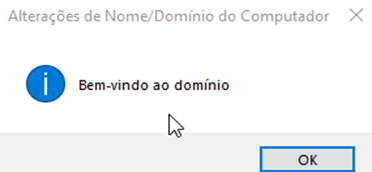 Alterações de Nome/Domínio do Computador
Bem-vindo ao domínio
OK